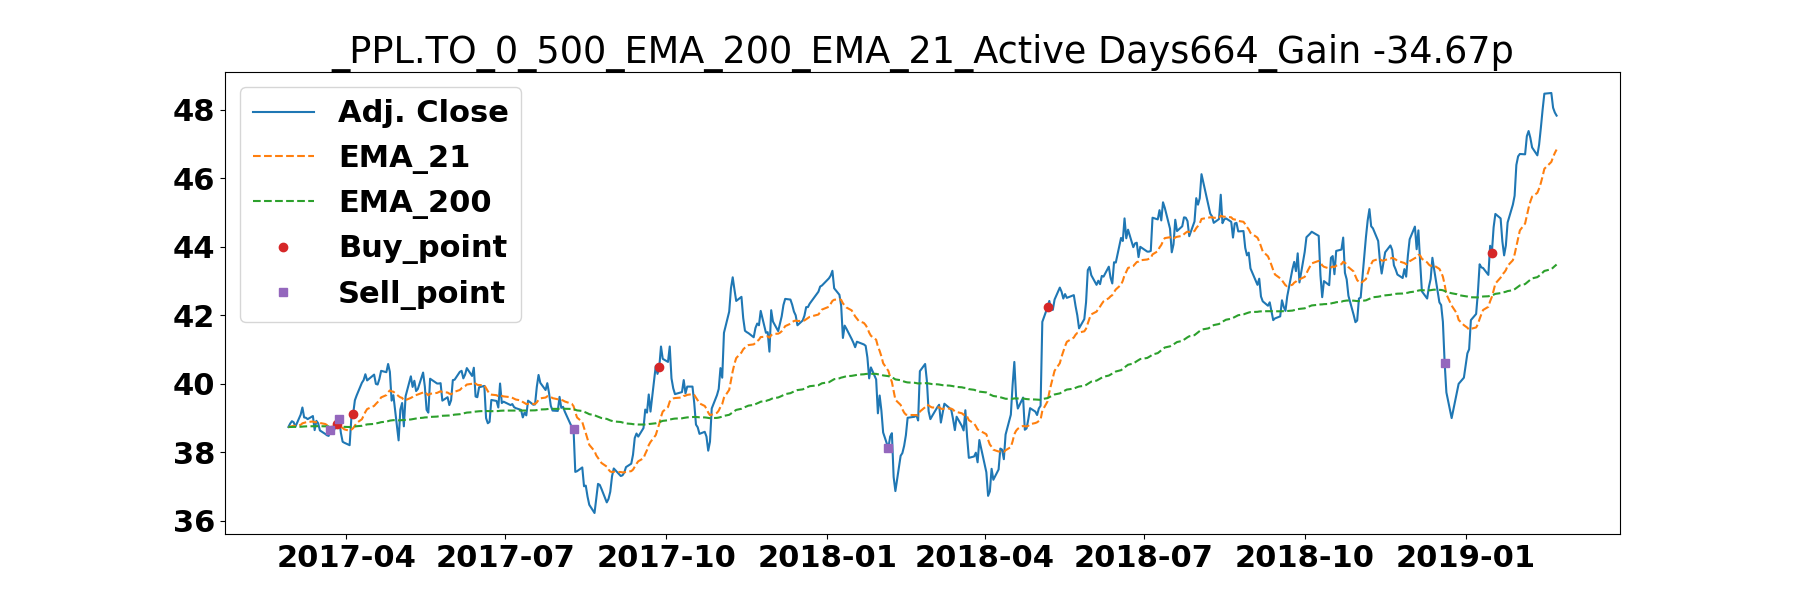 _PPL.TO_0_500_EMA_200_EMA_21_Active Days664_Gain -34.67p
Adj. Close
EMA_21
EMA_200
Buy_point
Sell_point
48
46
44
42
40
38
36
2017-04 2017-07 2017-10 2018-01 2018-04 2018-07 2018-10 2019-01